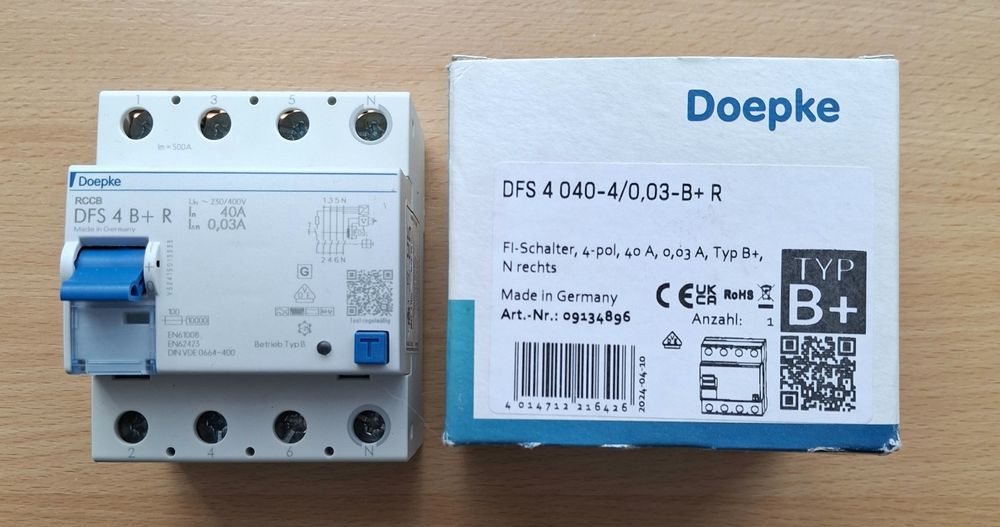 1 3 5 N
Im = 500A
Doepke
RCCB
DFS 4 B+ R
Made in Germany
Un ~ 230/400V
In 40A
IΔn 0,03A
1 3 5 N
2 4 6 N
G
100
10000
EN61008
EN62423
DIN VDE 0664-400
Betrieb Typ B
Test regelmäßig
T
2 4 6 N
Doepke
DFS 4 040-4/0,03-B+ R
FI-Schalter, 4-pol, 40 A, 0,03 A, Typ B+,
N rechts
Made in Germany
Art.-Nr.: 09134896
CE UKCA RoHS
Anzahl: 1
TYP
B+
4 014712 216426
2024-04-10